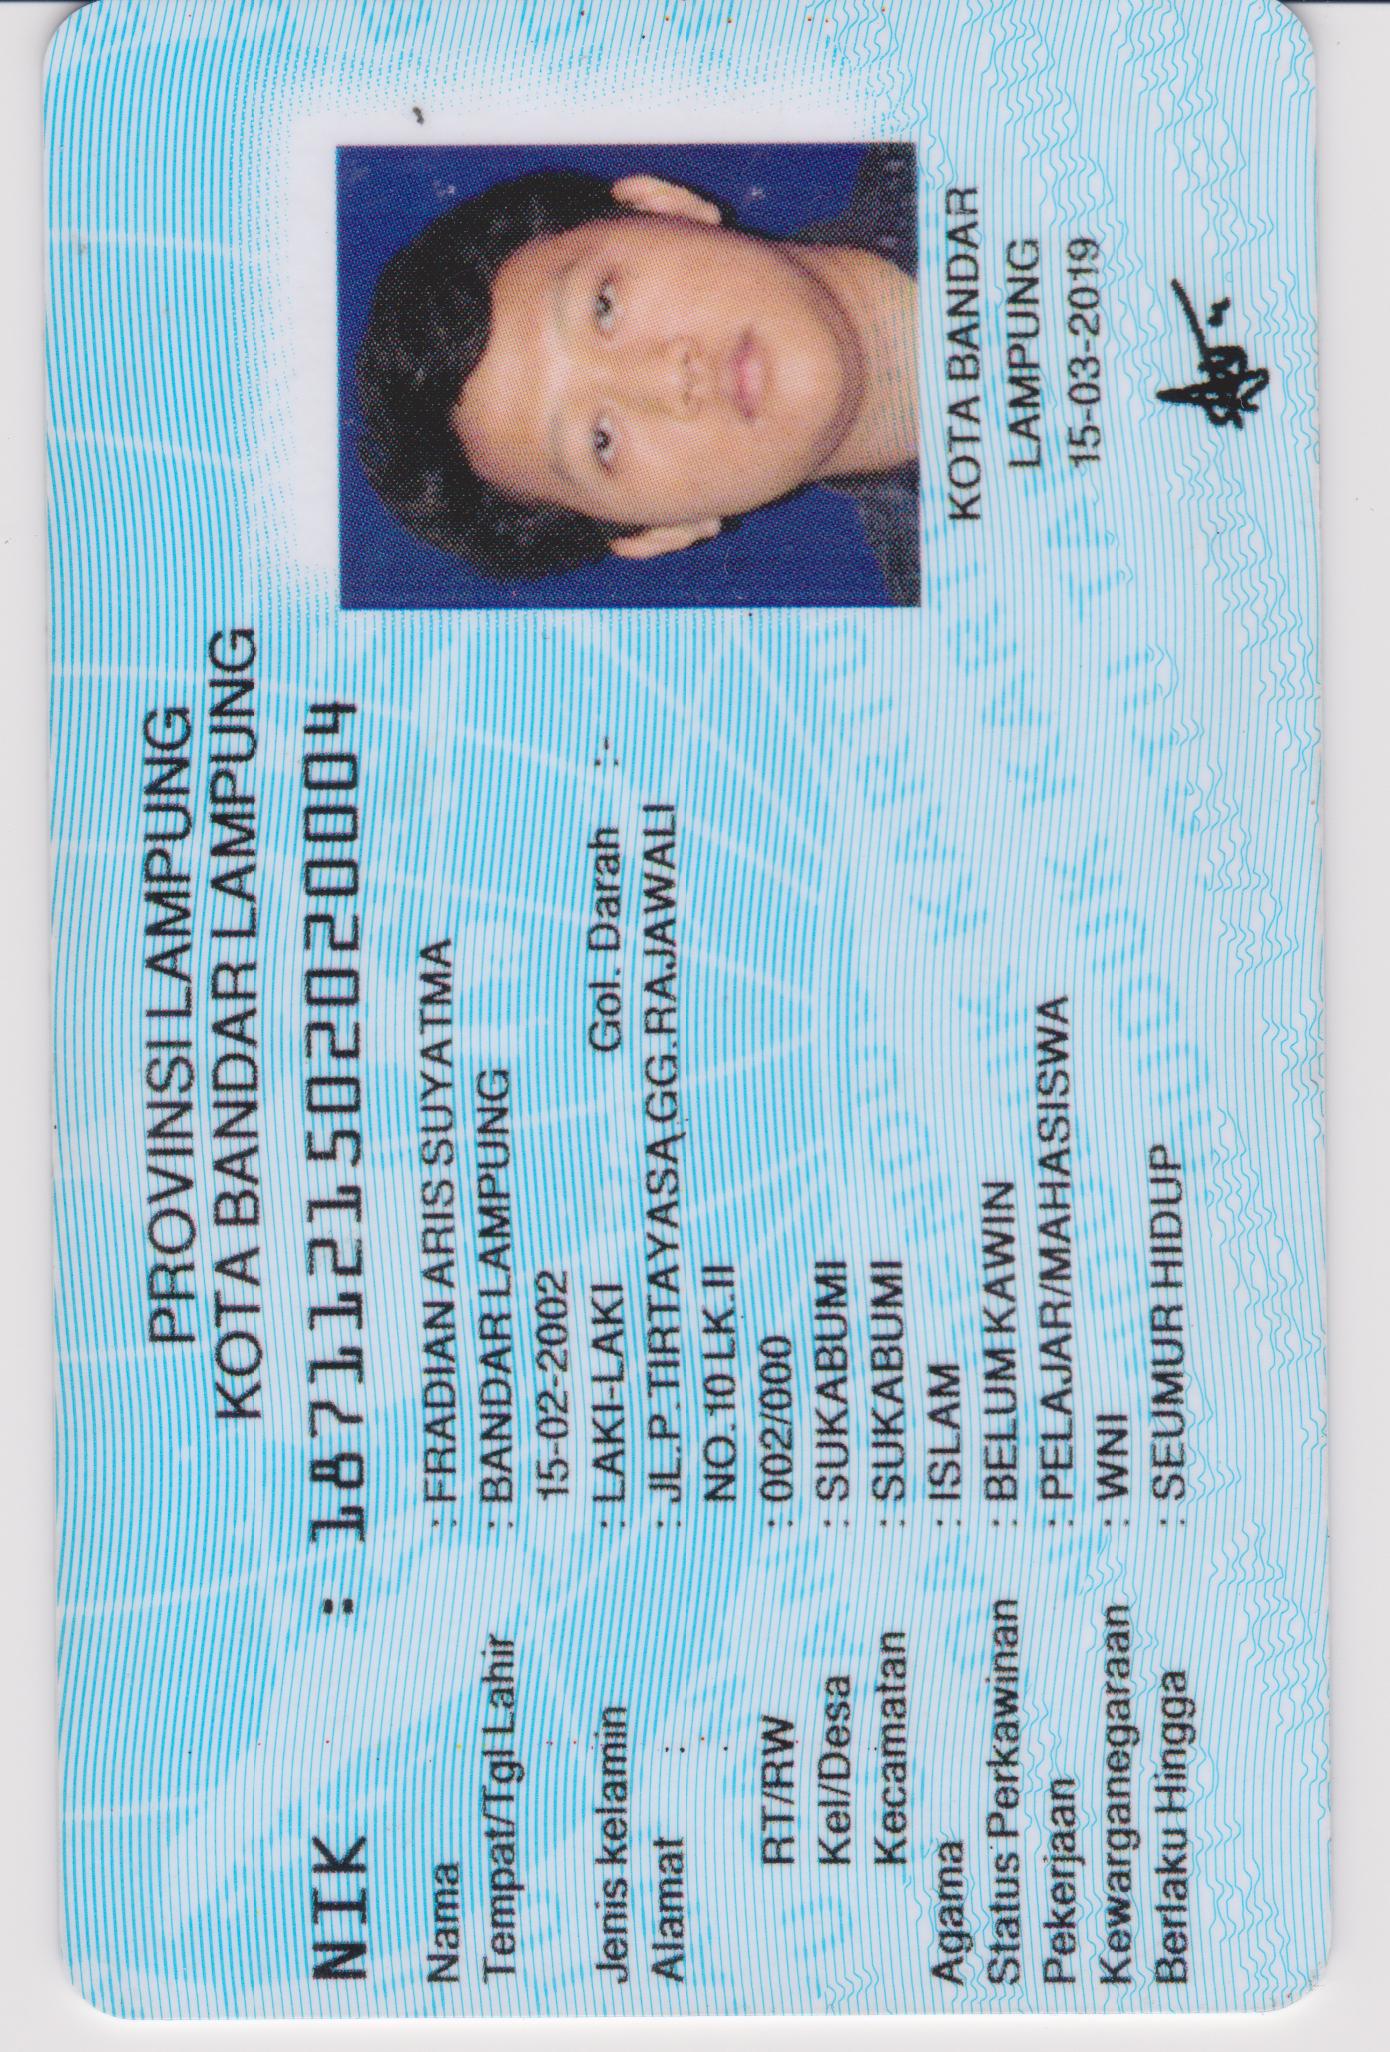 PROVINSI LAMPUNG
KOTA BANDAR LAMPUNG
NIK : 1871121502020004
Nama : FRADIAN ARIS SUYATMA
Tempat/Tgl Lahir : BANDAR LAMPUNG
15-02-2002
Jenis kelamin : LAKI-LAKI Gol. Darah :-
Alamat : JL.P.TIRTAYASA GG.RAJAWALI
NO.10 LK.II
RT/RW : 002/000
Kel/Desa : SUKABUMI
Kecamatan : SUKABUMI
Agama : ISLAM
Status Perkawinan : BELUM KAWIN
Pekerjaan : PELAJAR/MAHASISWA
Kewarganegaraan : WNI
Berlaku Hingga : SEUMUR HIDUP
KOTA BANDAR
LAMPUNG
15-03-2019